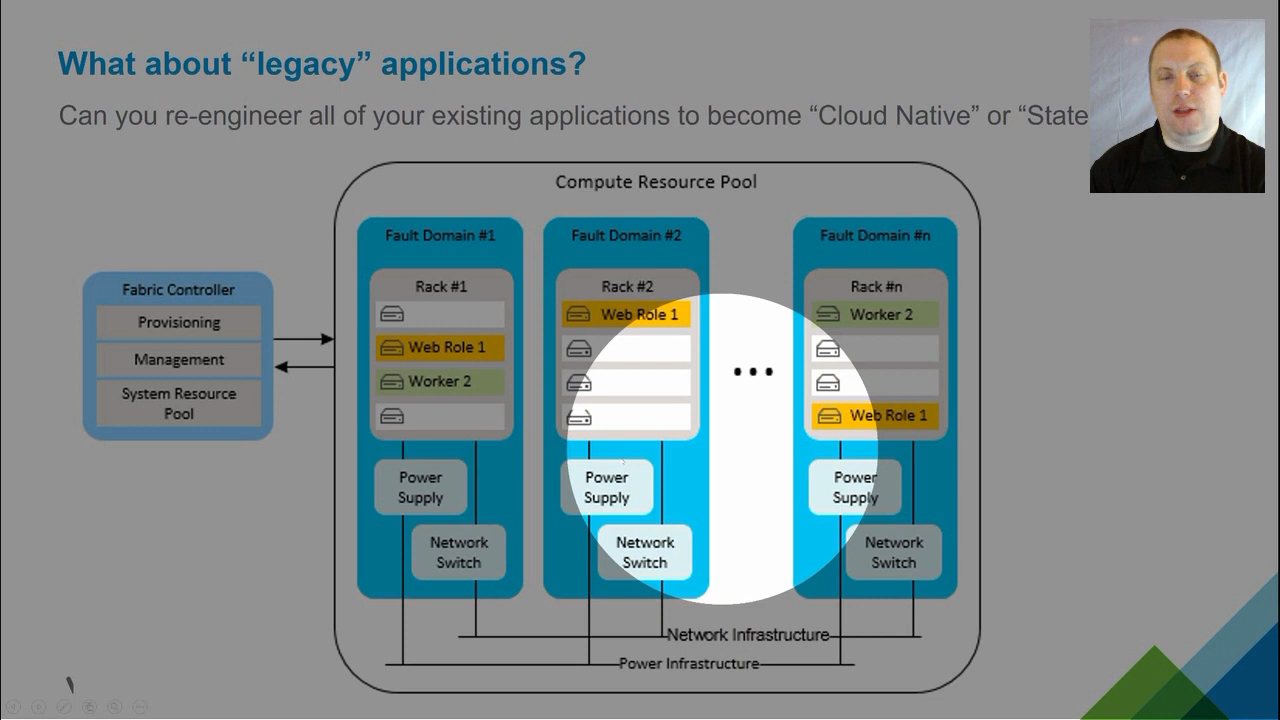 What about “legacy” applications?
Can you re-engineer all of your existing applications to become “Cloud Native” or “State
Compute Resource Pool
Fabric Controller
Provisioning
Management
System Resource
Pool
Fault Domain #1
Rack #1
Web Role 1
Worker 2
Power
Supply
Network
Switch
Fault Domain #2
Rack #2
Web Role 1
Power
Supply
Network
Switch
...
Fault Domain #n
Rack #n
Worker 2
Web Role 1
Power
Supply
Network
Switch
Network Infrastructure
Power Infrastructure